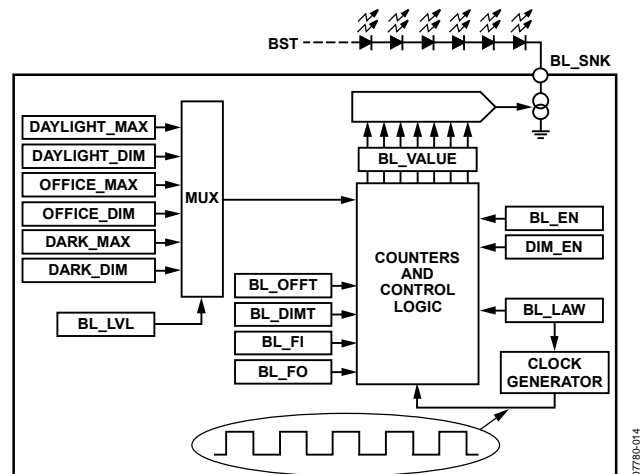 BST
BL_SNK
DAYLIGHT_MAX
DAYLIGHT_DIM
OFFICE_MAX
OFFICE_DIM
DARK_MAX
DARK_DIM
MUX
BL_LVL
BL_VALUE
COUNTERS
AND
CONTROL
LOGIC
BL_OFFT
BL_DIMT
BL_FI
BL_FO
BL_EN
DIM_EN
BL_LAW
CLOCK
GENERATOR
07780-014